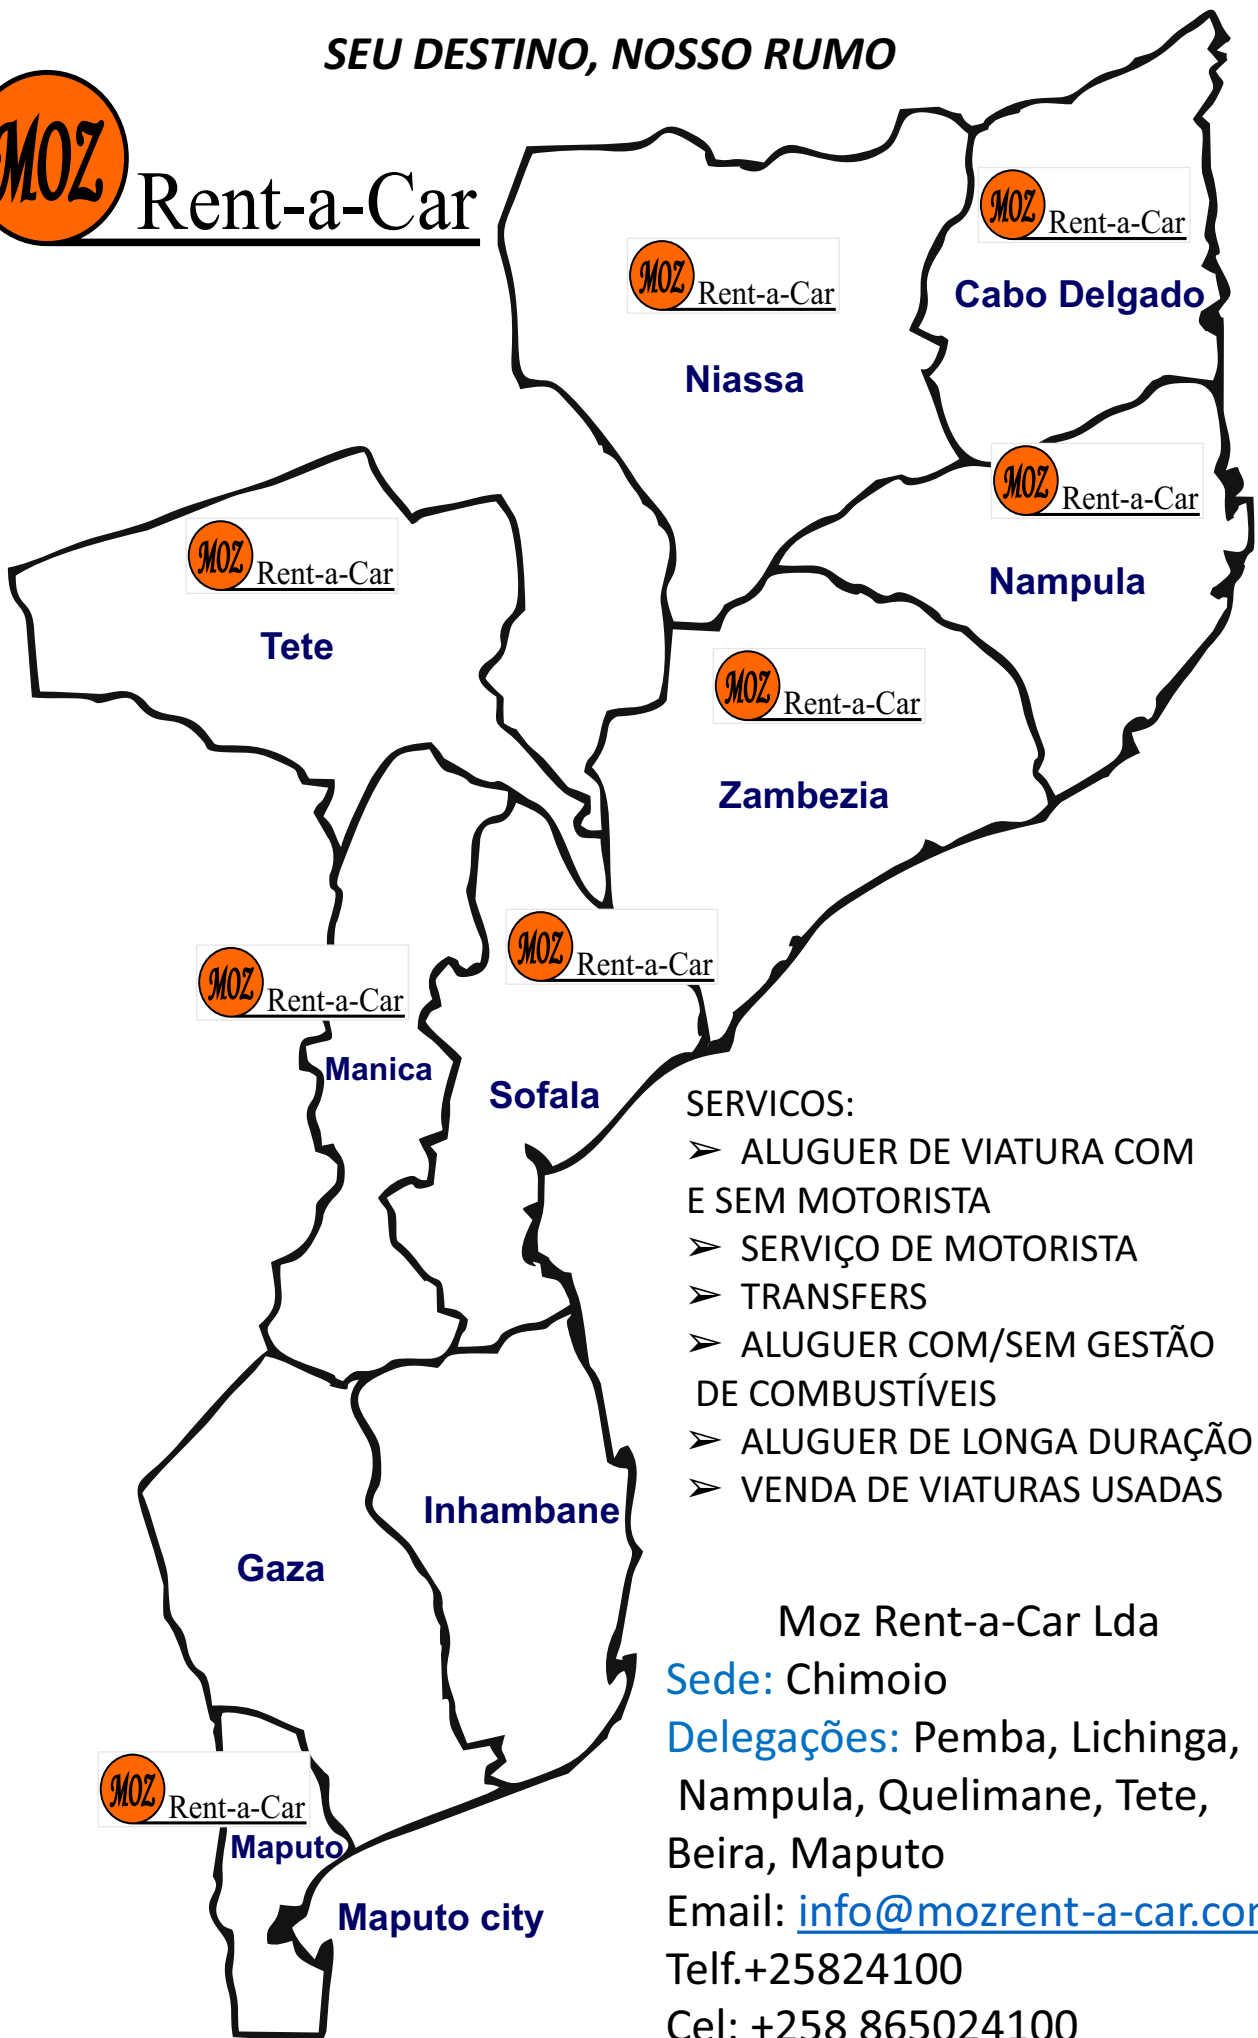 SEU DESTINO, NOSSO RUMO
MOZ Rent-a-Car
MOZ Rent-a-Car
Cabo Delgado
MOZ Rent-a-Car
Niassa
MOZ Rent-a-Car
Nampula
MOZ Rent-a-Car
Tete
MOZ Rent-a-Car
Zambezia
MOZ Rent-a-Car
MOZ Rent-a-Car
Manica
Sofala
SERVICOS:
➢ ALUGUER DE VIATURA COM
E SEM MOTORISTA
➢ SERVIÇO DE MOTORISTA
➢ TRANSFERS
➢ ALUGUER COM/SEM GESTÃO
DE COMBUSTÍVEIS
➢ ALUGUER DE LONGA DURAÇÃO
➢ VENDA DE VIATURAS USADAS
Inhambane
Gaza
MOZ Rent-a-Car
Maputo
Maputo city
Moz Rent-a-Car Lda
Sede: Chimoio
Delegações: Pemba, Lichinga,
Nampula, Quelimane, Tete,
Beira, Maputo
Email: info@mozrent-a-car.com
Telf.+25824100
Cel: +258 865024100